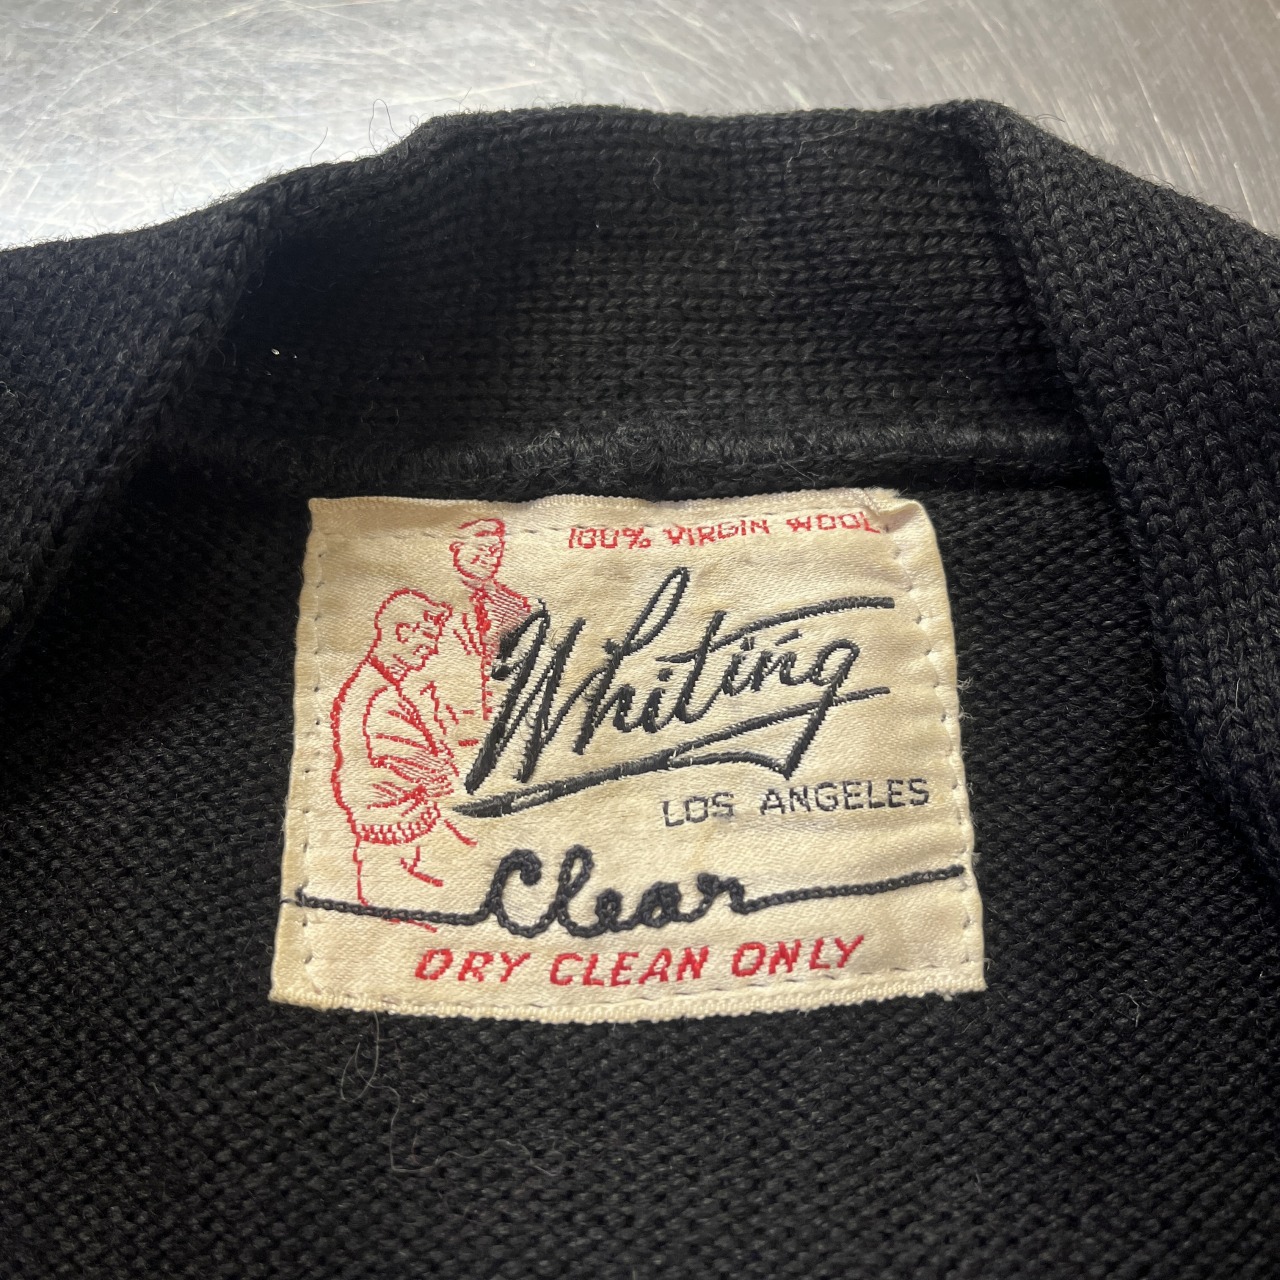 100% VIRGIN WOOL
Whiting
LOS ANGELES
Clear
DRY CLEAN ONLY